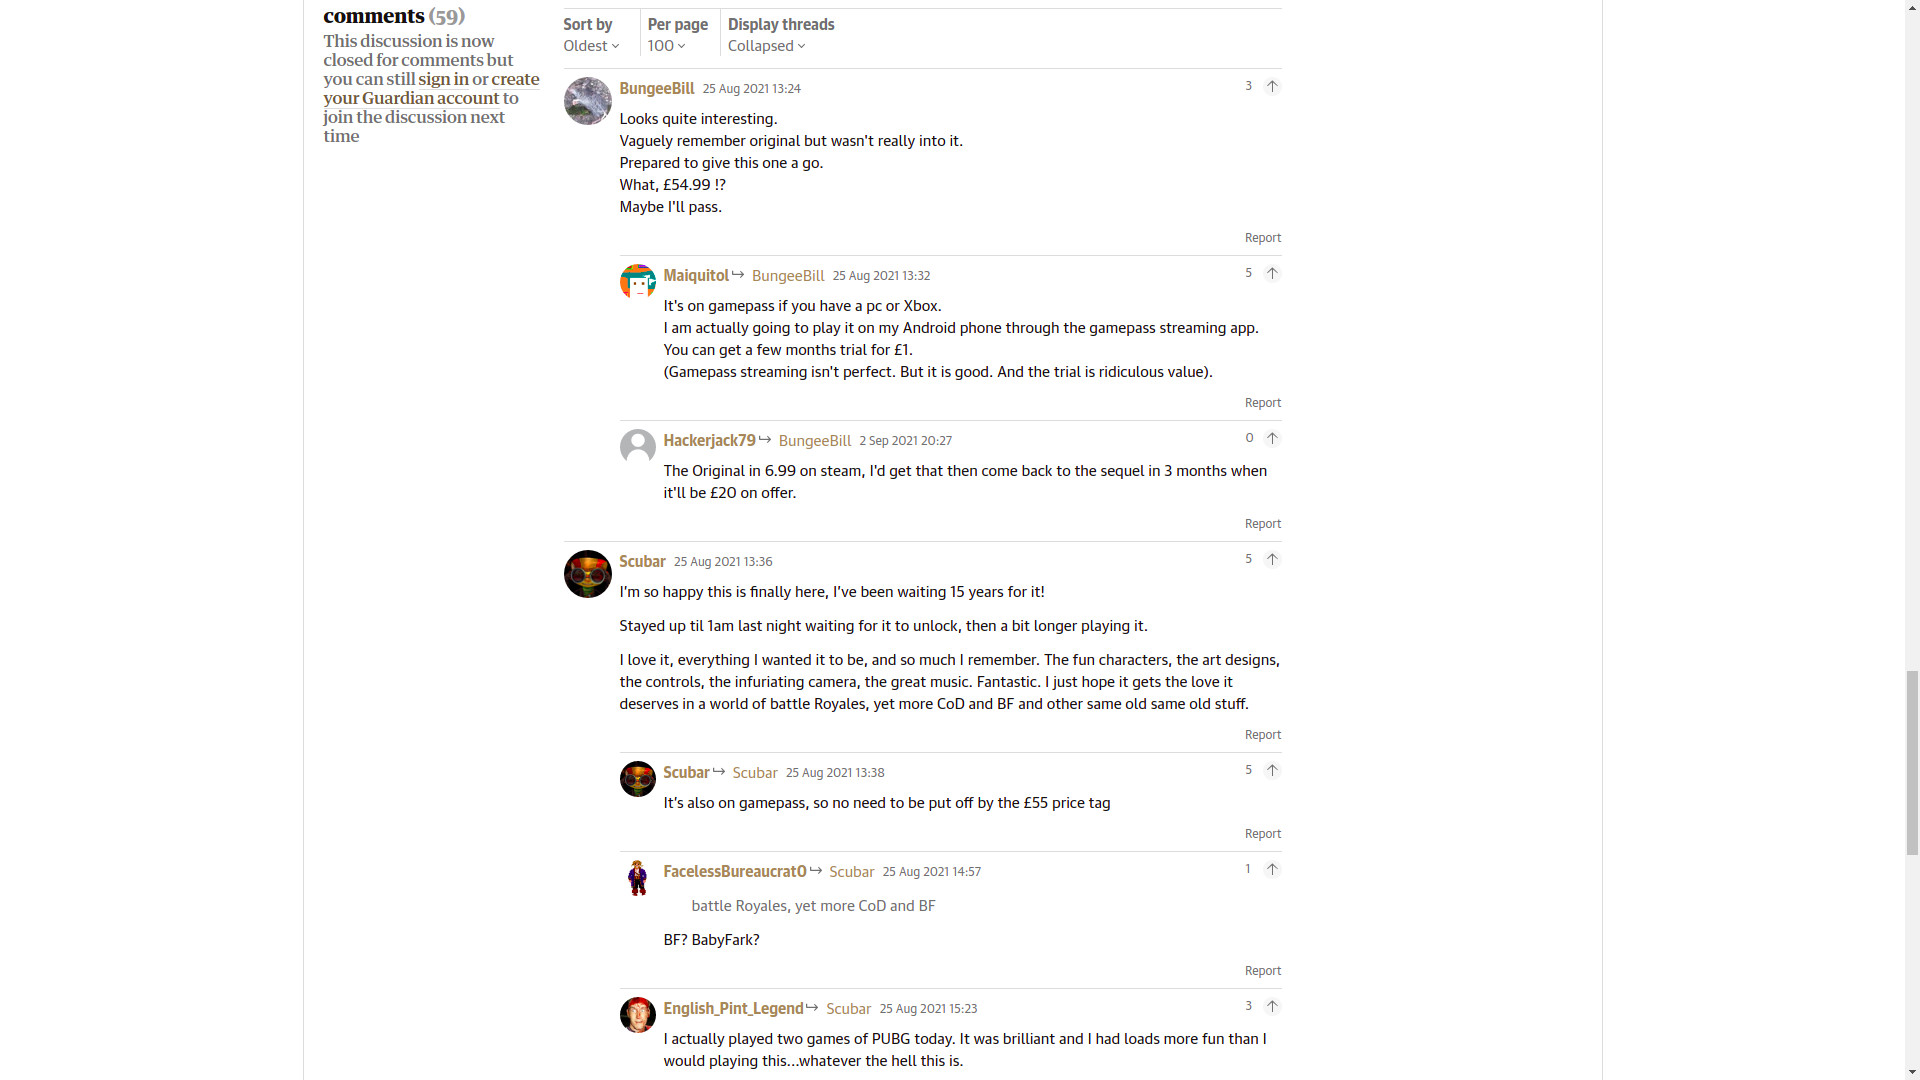 comments (59)
This discussion is now
closed for comments but
you can still sign in or create
your Guardian account to
join the discussion next
time
Sort by
Oldest
Per page
100
Display threads
Collapsed
BungeeBill 25 Aug 2021 13:24
3
Looks quite interesting.
Vaguely remember original but wasn't really into it.
Prepared to give this one a go.
What, £54.99 !?
Maybe I'll pass.
Report
Maiquitol BungeeBill 25 Aug 2021 13:32
5
It's on gamepass if you have a pc or Xbox.
I am actually going to play it on my Android phone through the gamepass streaming app.
You can get a few months trial for £1.
(Gamepass streaming isn't perfect. But it is good. And the trial is ridiculous value).
Report
Hackerjack79 BungeeBill 2 Sep 2021 20:27
0
The Original in 6.99 on steam, I'd get that then come back to the sequel in 3 months when
it'll be £20 on offer.
Report
Scubar 25 Aug 2021 13:36
5
I'm so happy this is finally here, I've been waiting 15 years for it!
Stayed up til 1am last night waiting for it to unlock, then a bit longer playing it.
I love it, everything I wanted it to be, and so much I remember. The fun characters, the art designs,
the controls, the infuriating camera, the great music. Fantastic. I just hope it gets the love it
deserves in a world of battle Royales, yet more CoD and BF and other same old same old stuff.
Report
Scubar Scubar 25 Aug 2021 13:38
5
It's also on gamepass, so no need to be put off by the £55 price tag
Report
FacelessBureaucrat0 Scubar 25 Aug 2021 14:57
1
battle Royales, yet more CoD and BF
BF? BabyFark?
Report
English_Pint_Legend Scubar 25 Aug 2021 15:23
3
I actually played two games of PUBG today. It was brilliant and I had loads more fun than I
would playing this...whatever the hell this is.